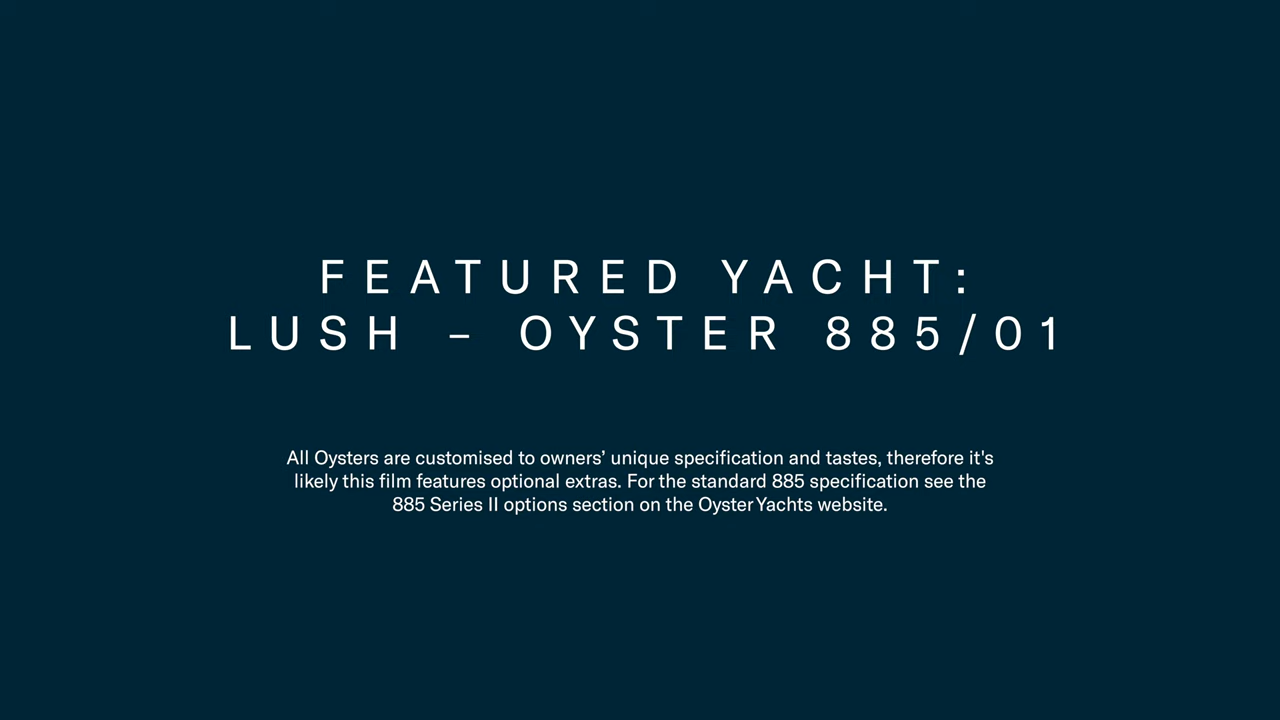 FEATURED YACHT:
LUSH – OYSTER 885/01
All Oysters are customised to owners’ unique specification and tastes, therefore it's
likely this film features optional extras. For the standard 885 specification see the
885 Series II options section on the Oyster Yachts website.